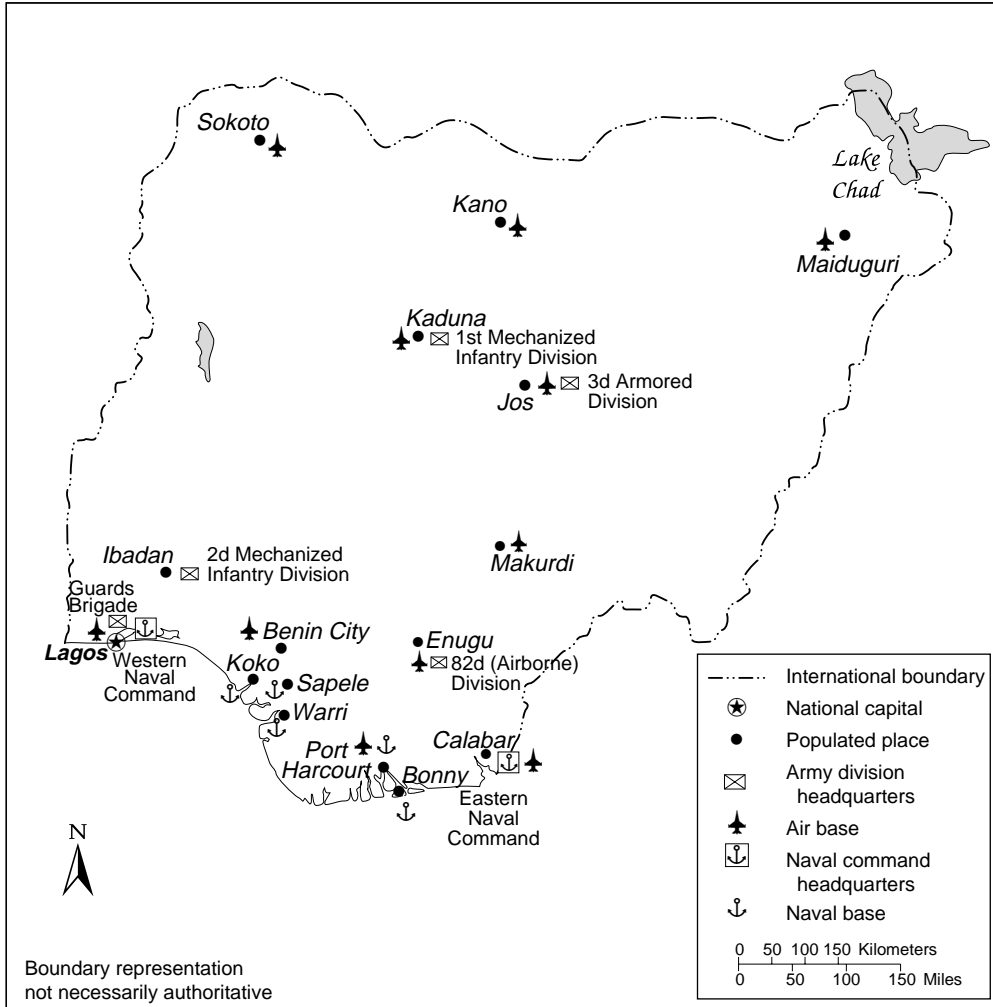 Sokoto
Lake
Chad
Kano
Maiduguri
Kaduna
1st Mechanized
Infantry Division
Jos
3d Armored
Division
Ibadan
2d Mechanized
Infantry Division
Makurdi
Guards
Brigade
Lagos
Western
Naval
Command
Benin City
Enugu
82d (Airborne)
Division
Koko
Sapele
Warri
Port
Harcourt
Bonny
Calabar
Eastern
Naval
Command
International boundary
National capital
Populated place
Army division
headquarters
Air base
Naval command
headquarters
Naval base
0 50 100 150 Kilometers
0 50 100 150 Miles
N
Boundary representation
not necessarily authoritative